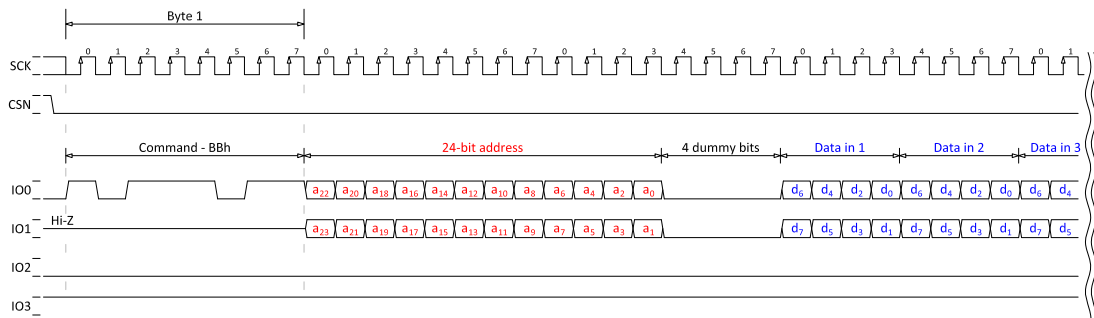 Byte 1
0 1 2 3 4 5 6 7 0 1 2 3 4 5 6 7 0 1 2 3 4 5 6 7 0 1 2 3 4 5 6 7 0 1
SCK
CSN
Command - BBh 24-bit address 4 dummy bits Data in 1 Data in 2 Data in 3
IO0 a22 a20 a18 a16 a14 a12 a10 a8 a6 a4 a2 a0 d6 d4 d2 d0 d6 d4 d2 d0 d6 d4
IO1 Hi-Z a23 a21 a19 a17 a15 a13 a11 a9 a7 a5 a3 a1 d7 d5 d3 d1 d7 d5 d3 d1 d7 d5
IO2
IO3